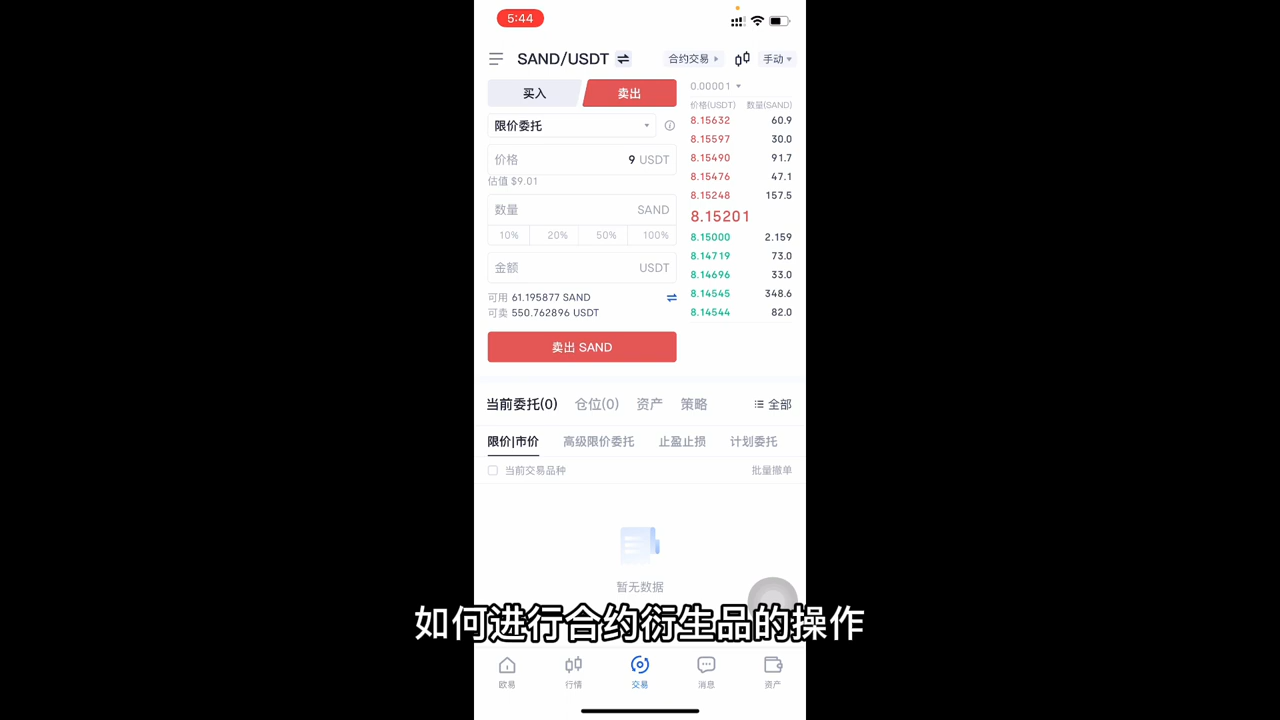 5:44
SAND/USDT
合约交易
手动
买入
卖出
0.00001
价格(USDT) 数量(SAND)
限价委托
8.15632 60.9
8.15597 30.0
价格 9 USDT
8.15490 91.7
8.15476 47.1
估值 $9.01
8.15248 157.5
数量 SAND
8.15201
10% 20% 50% 100%
8.15000 2.159
8.14719 73.0
金额 USDT
8.14696 33.0
可用 61.195877 SAND
8.14545 348.6
可卖 550.762896 USDT
8.14544 82.0
卖出 SAND
当前委托(0) 仓位(0) 资产 策略 全部
限价|市价 高级限价委托 止盈止损 计划委托
当前交易品种 批量撤单
暂无数据
如何进行合约衍生品的操作
欧易 行情 交易 消息 资产